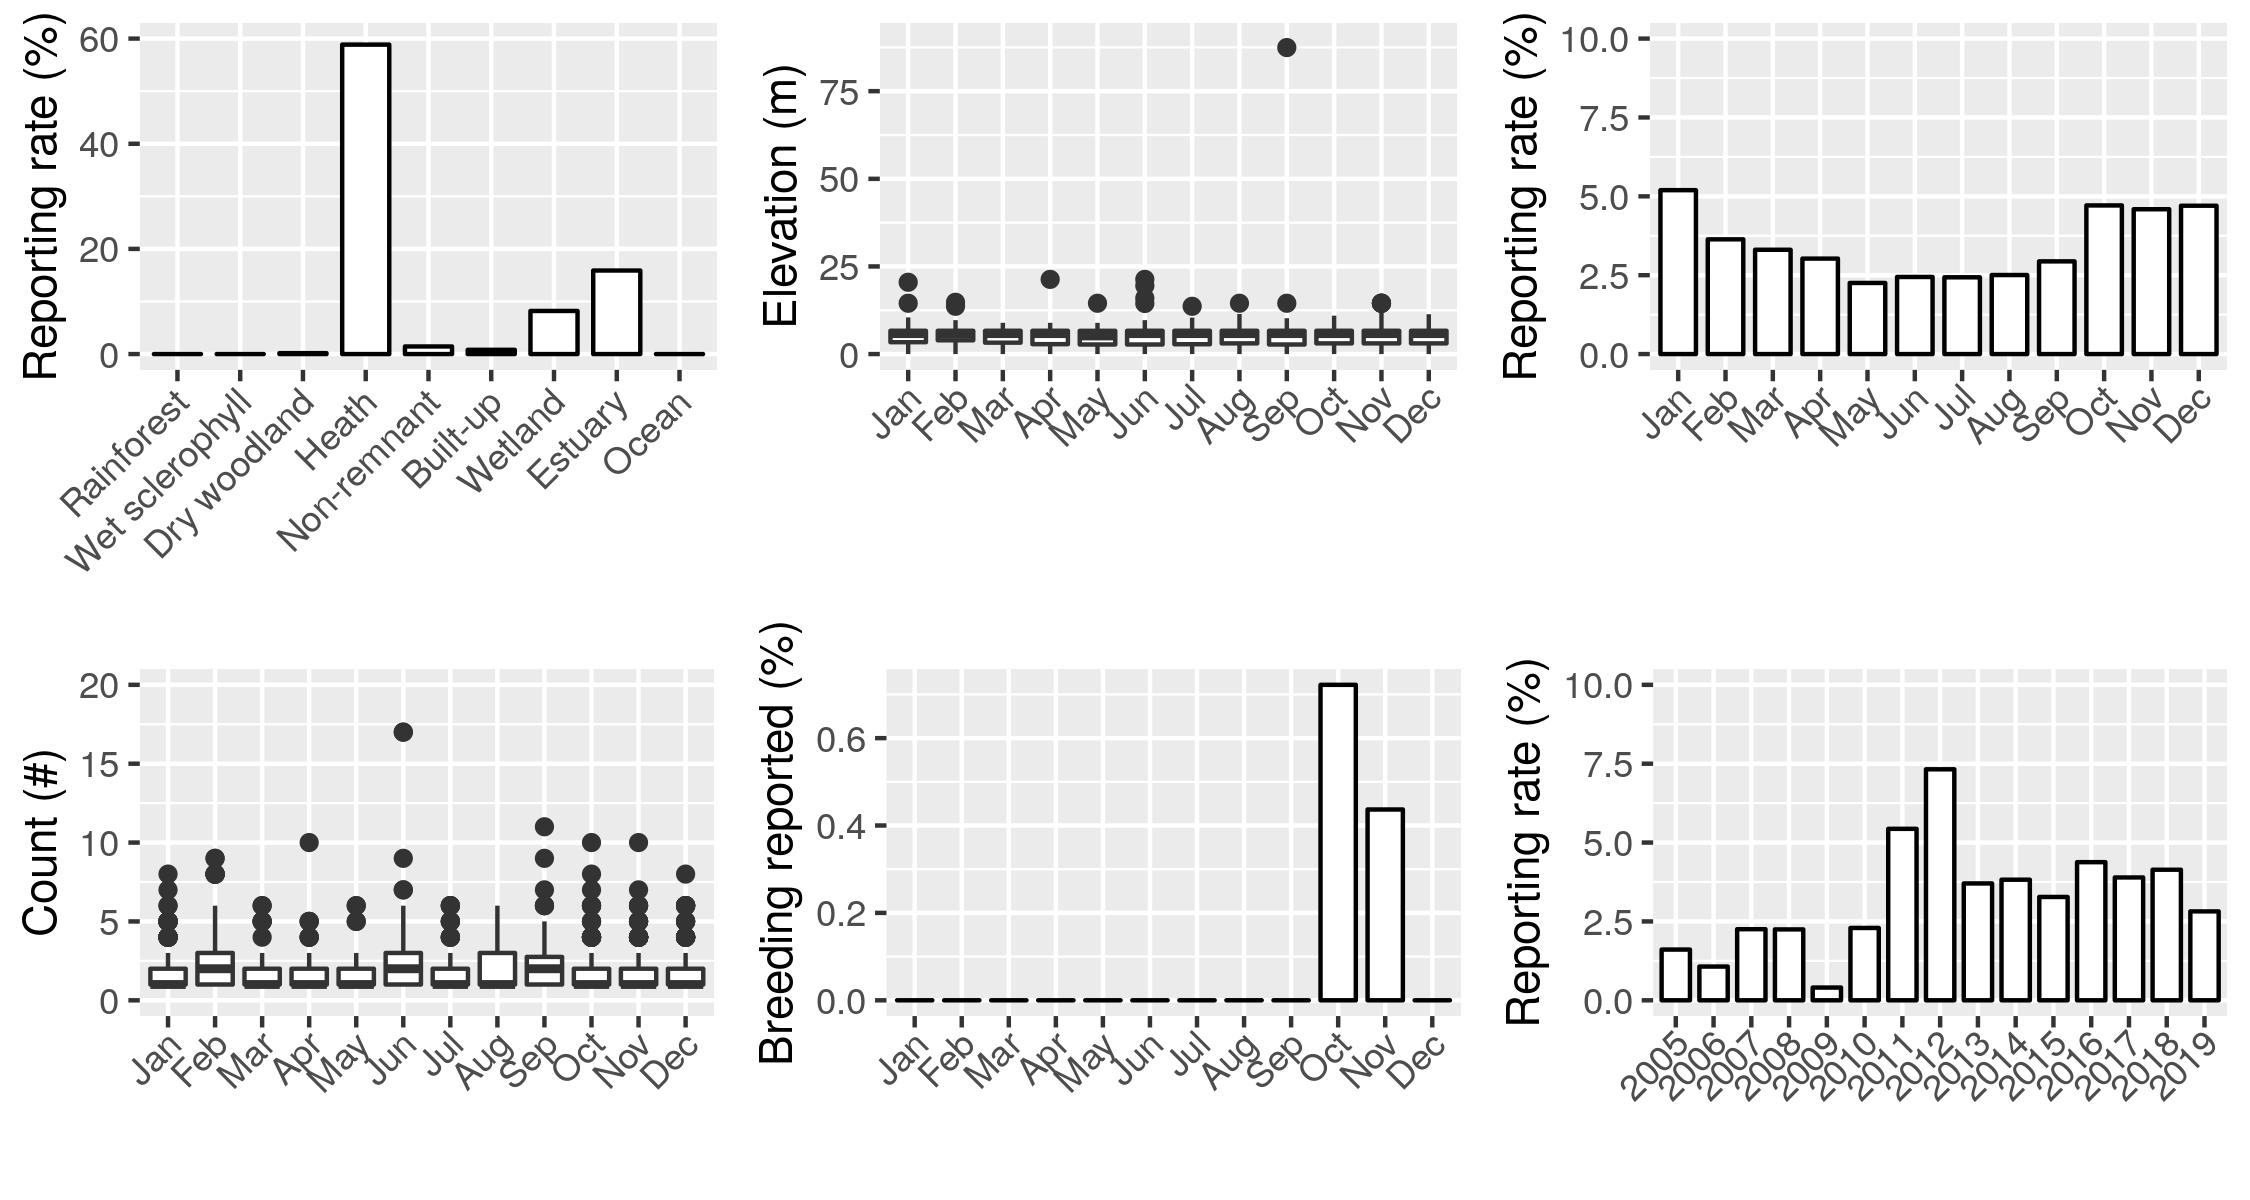 Reporting rate (%)
60
40
20
0
Rainforest
Wet sclerophyll
Dry woodland
Heath
Non-remnant
Built-up
Wetland
Estuary
Ocean
Elevation (m)
75
50
25
0
Jan
Feb
Mar
Apr
May
Jun
Jul
Aug
Sep
Oct
Nov
Dec
Reporting rate (%)
10.0
7.5
5.0
2.5
0.0
Jan
Feb
Mar
Apr
May
Jun
Jul
Aug
Sep
Oct
Nov
Dec
Count (#)
20
15
10
5
0
Jan
Feb
Mar
Apr
May
Jun
Jul
Aug
Sep
Oct
Nov
Dec
Breeding reported (%)
0.6
0.4
0.2
0.0
Jan
Feb
Mar
Apr
May
Jun
Jul
Aug
Sep
Oct
Nov
Dec
Reporting rate (%)
10.0
7.5
5.0
2.5
0.0
2005
2006
2007
2008
2009
2010
2011
2012
2013
2014
2015
2016
2017
2018
2019